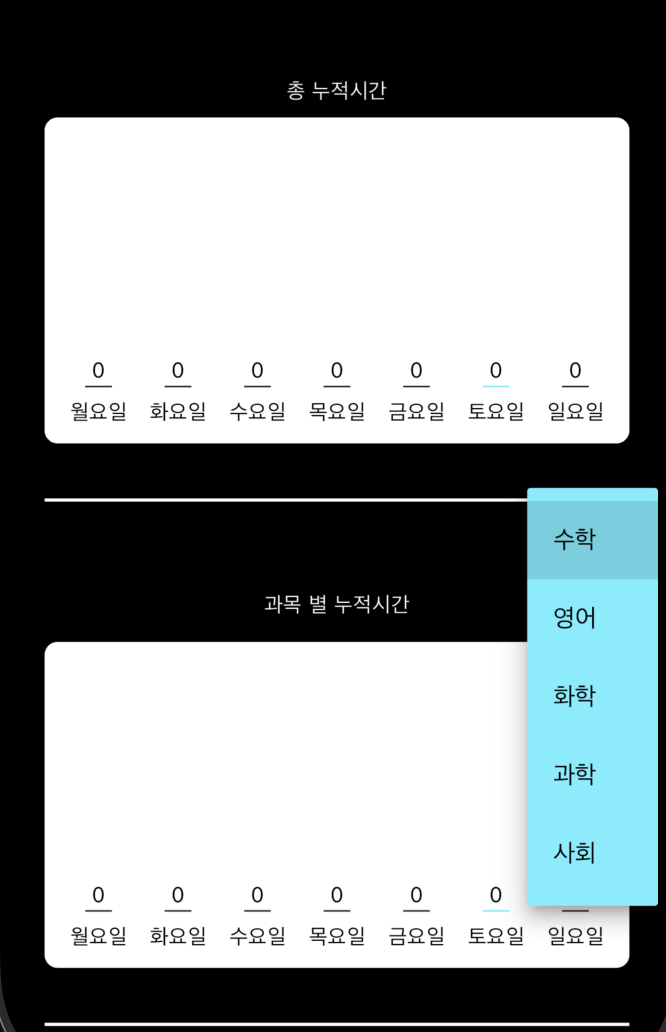 총 누적시간
0 0 0 0 0 0 0
월요일 화요일 수요일 목요일 금요일 토요일 일요일
수학
영어
화학
과학
사회
과목 별 누적시간
0 0 0 0 0 0
월요일 화요일 수요일 목요일 금요일 토요일 일요일